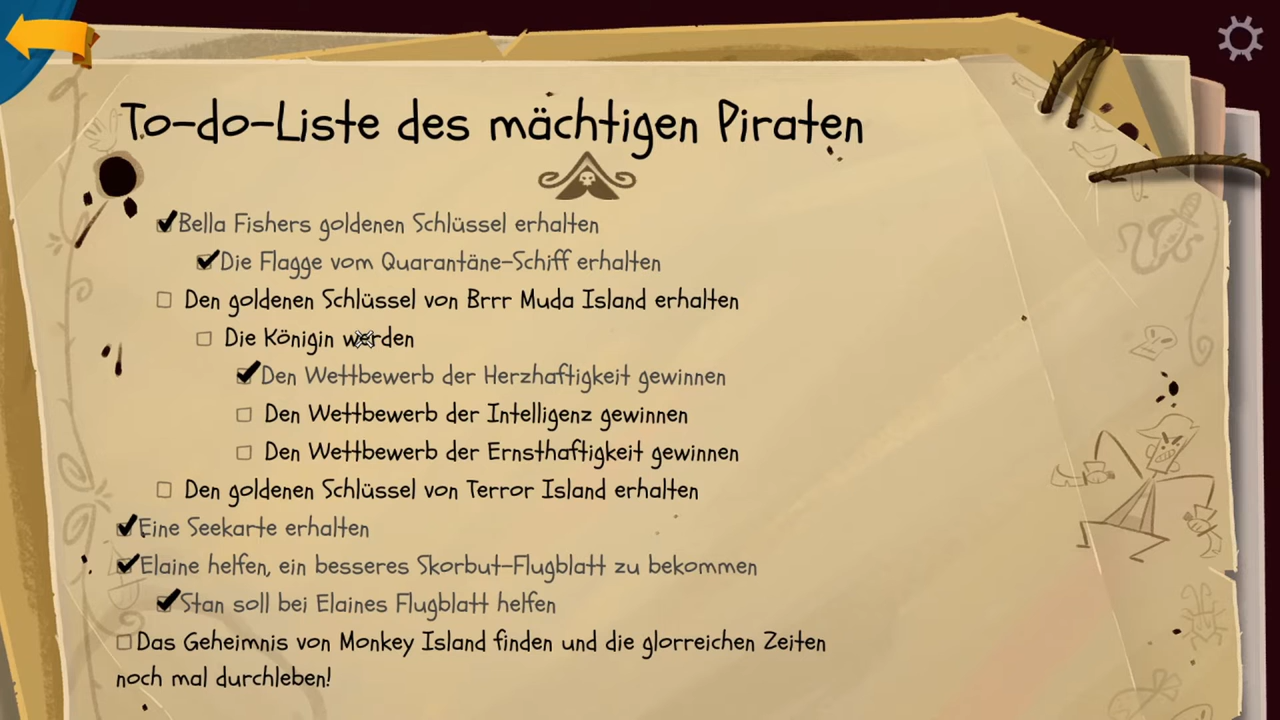 To-do-Liste des mächtigen Piraten
Bella Fishers goldenen Schlüssel erhalten
Die Flagge vom Quarantäne-Schiff erhalten
Den goldenen Schlüssel von Brrr Muda Island erhalten
Die Königin werden
Den Wettbewerb der Herzhaftigkeit gewinnen
Den Wettbewerb der Intelligenz gewinnen
Den Wettbewerb der Ernsthaftigkeit gewinnen
Den goldenen Schlüssel von Terror Island erhalten
Eine Seekarte erhalten
Elaine helfen, ein besseres Skorbut-Flugblatt zu bekommen
Stan soll bei Elaines Flugblatt helfen
Das Geheimnis von Monkey Island finden und die glorreichen Zeiten
noch mal durchleben!